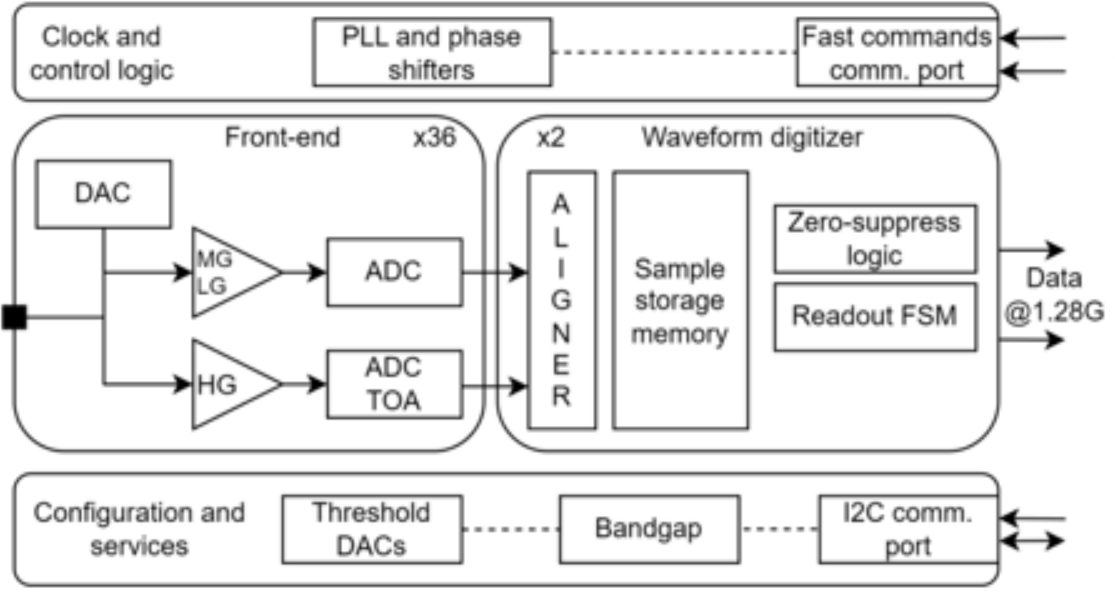 Clock and
control logic
PLL and phase
shifters
Fast commands
comm. port
Front-end
x36
DAC
MG
LG
ADC
HG
ADC
TOA
x2
Waveform digitizer
A
L
I
G
N
E
R
Sample
storage
memory
Zero-suppress
logic
Readout FSM
Data
@1.28G
Configuration and
services
Threshold
DACs
Bandgap
I2C comm.
port